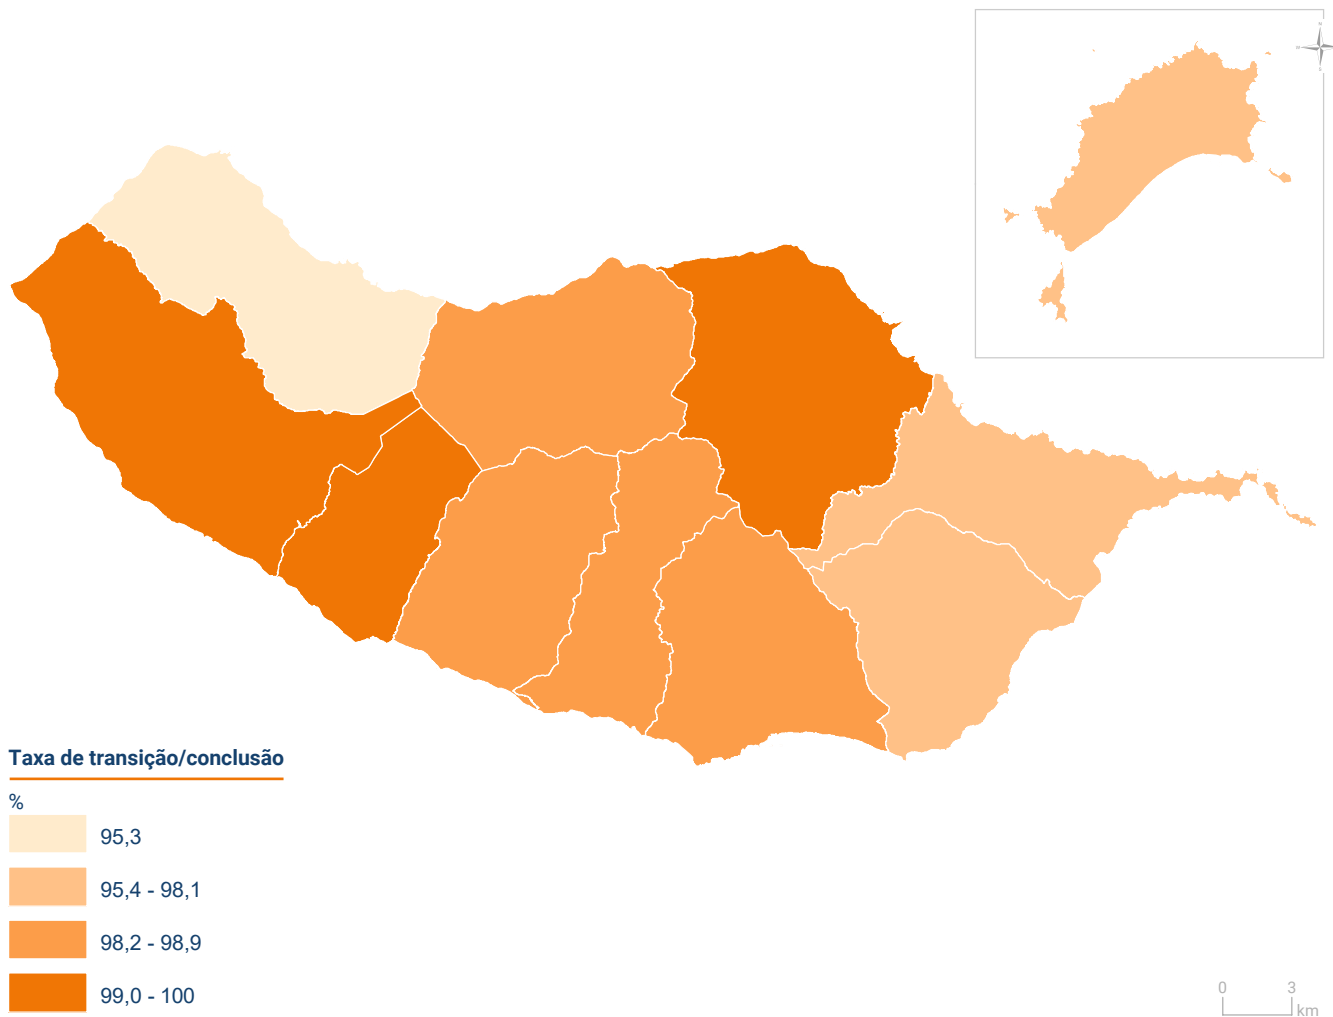 Taxa de transição/conclusão
%
95,3
95,4 - 98,1
98,2 - 98,9
99,0 - 100
0 3
km